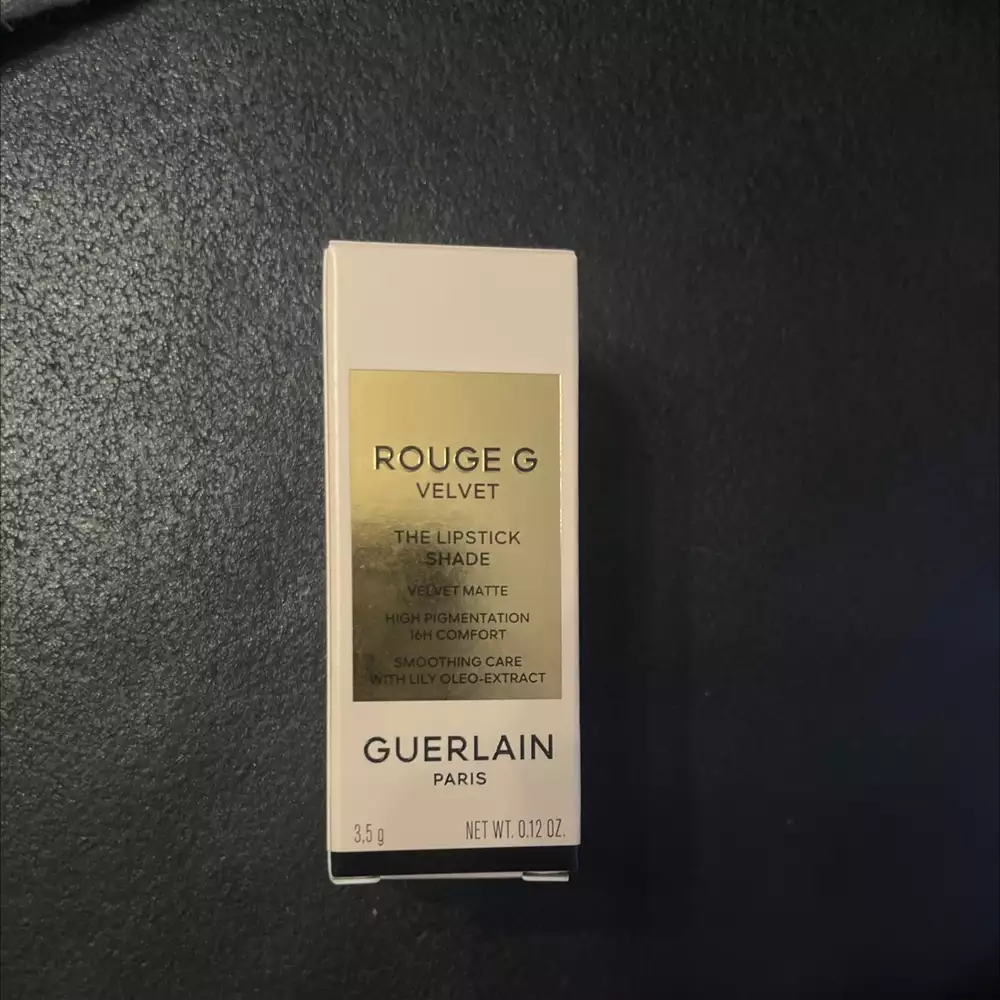 ROUGE G
VELVET
THE LIPSTICK
SHADE
VELVET MATTE
HIGH PIGMENTATION
16H COMFORT
SMOOTHING CARE
WITH LILY OLEO-EXTRACT
GUERLAIN
PARIS
3,5 g NET WT. 0.12 OZ.